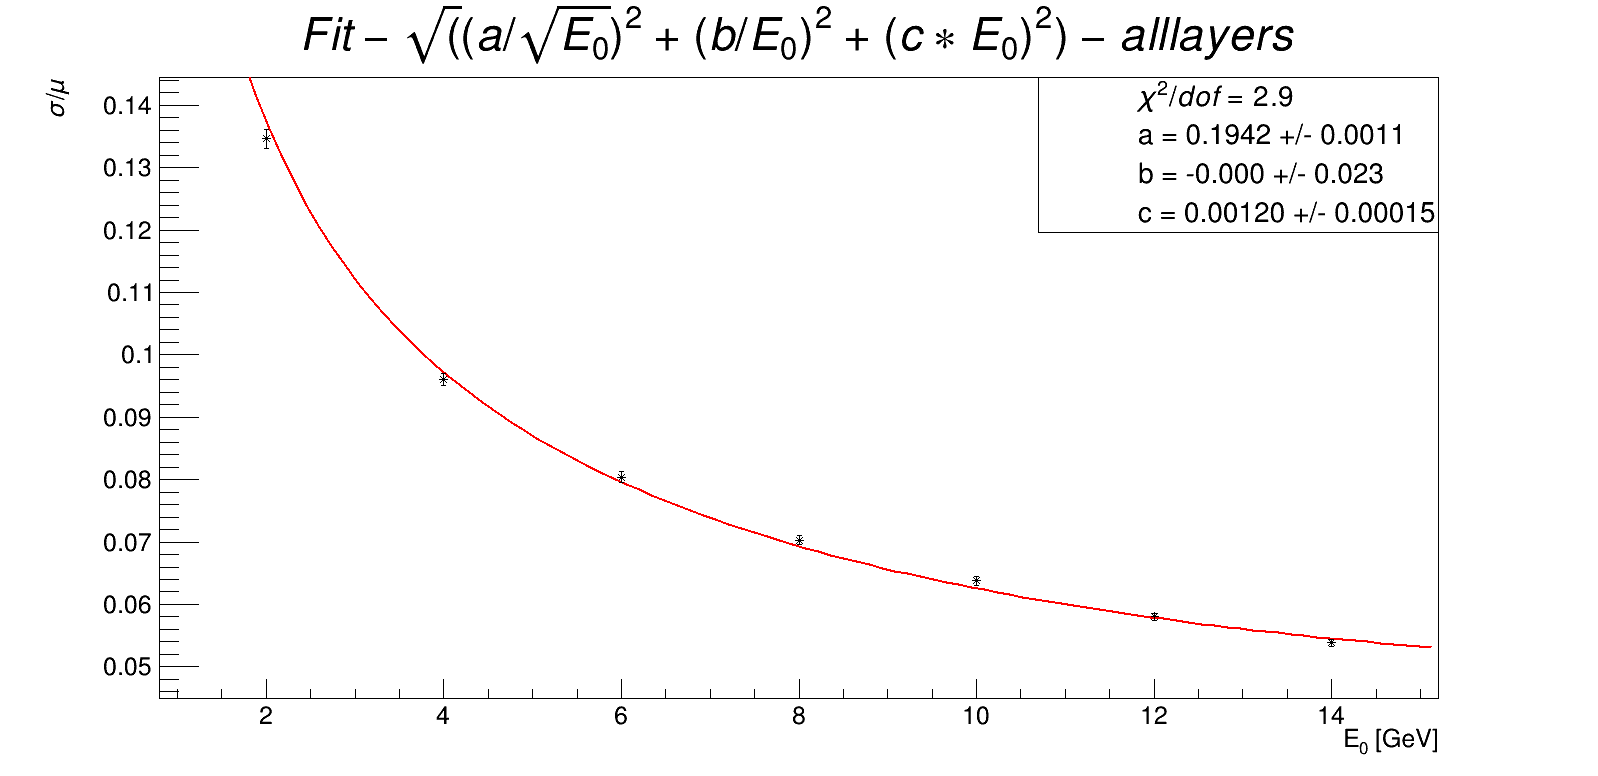 Fit – √((a/√E₀)² + (b/E₀)² + (c * E₀)²) – alllayers
σ/μ
χ²/dof = 2.9
a = 0.1942 +/- 0.0011
b = -0.000 +/- 0.023
c = 0.00120 +/- 0.00015
0.14
0.13
0.12
0.11
0.1
0.09
0.08
0.07
0.06
0.05
2 4 6 8 10 12 14
E₀ [GeV]